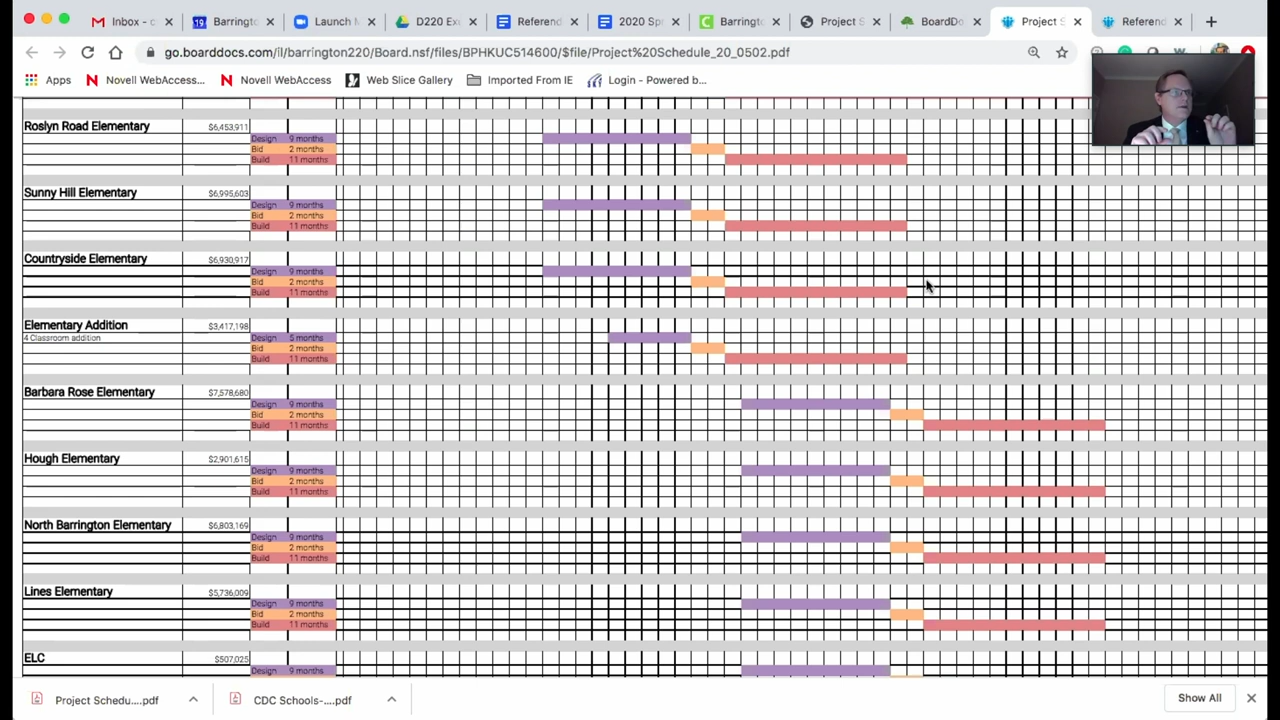 Inbox - c
19
Barringto
Launch M
D220 Exe
Referend
2020 Spr
Barringto
Project S
BoardDo
Project S
Referenc
go.boarddocs.com/il/barrington220/Board.nsf/files/BPHKUC514600/$file/Project%20Schedule_20_0502.pdf
Apps
Novell WebAccess...
Novell WebAccess
Web Slice Gallery
Imported From IE
Login - Powered b...
Roslyn Road Elementary $6,453,911
Design 9 months
Bid 2 months
Build 11 months
Sunny Hill Elementary $6,995,603
Design 9 months
Bid 2 months
Build 11 months
Countryside Elementary $6,930,917
Design 9 months
Bid 2 months
Build 11 months
Elementary Addition $3,417,198
4 Classroom addition Design 5 months
Bid 2 months
Build 11 months
Barbara Rose Elementary $7,578,680
Design 9 months
Bid 2 months
Build 11 months
Hough Elementary $2,901,615
Design 9 months
Bid 2 months
Build 11 months
North Barrington Elementary $6,803,169
Design 9 months
Bid 2 months
Build 11 months
Lines Elementary $5,736,009
Design 9 months
Bid 2 months
Build 11 months
ELC $507,025
Design 9 months
Project Schedu....pdf
CDC Schools-....pdf
Show All